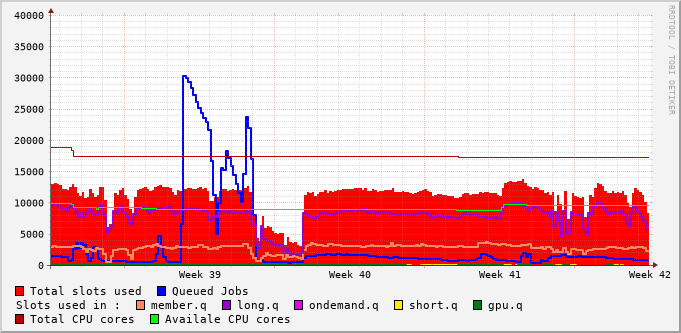 40000
35000
30000
25000
20000
15000
10000
5000
0
Week 39 Week 40 Week 41 Week 42
RRDTOOL / TOBI OETIKER
Total slots used Queued Jobs
Slots used in : member.q long.q ondemand.q short.q gpu.q
Total CPU cores Availale CPU cores